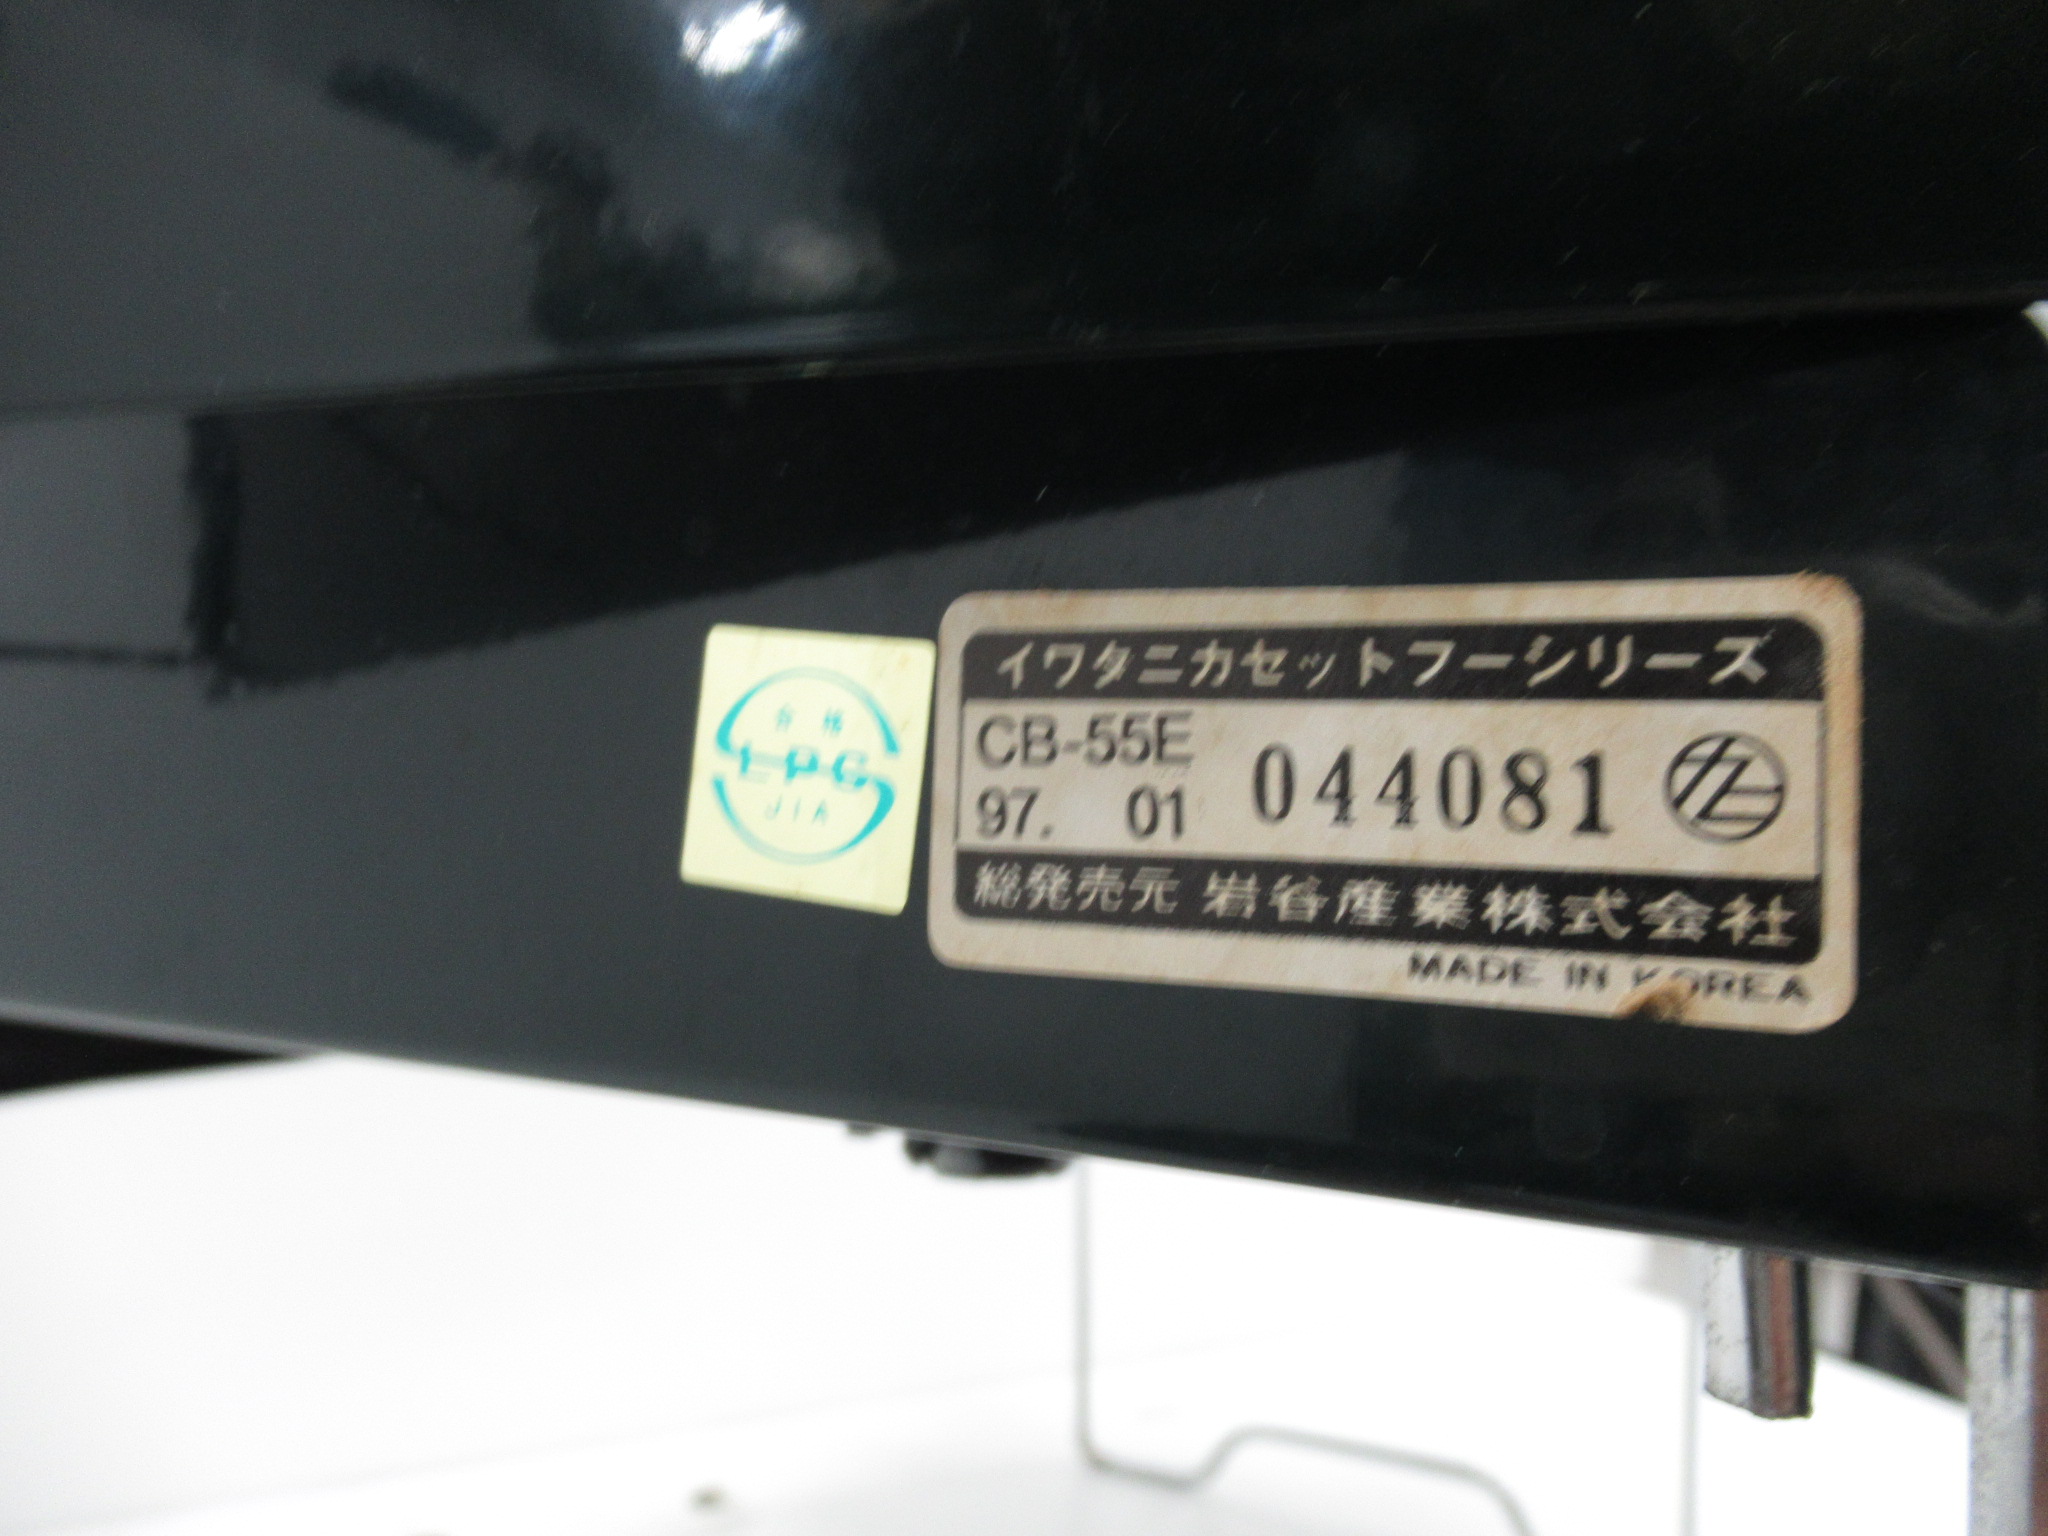 合格
LPG
JIA
イワタニカセットフーシリーズ
CB-55E
97. 01
044081
総発売元 岩谷産業株式会社
MADE IN KOREA